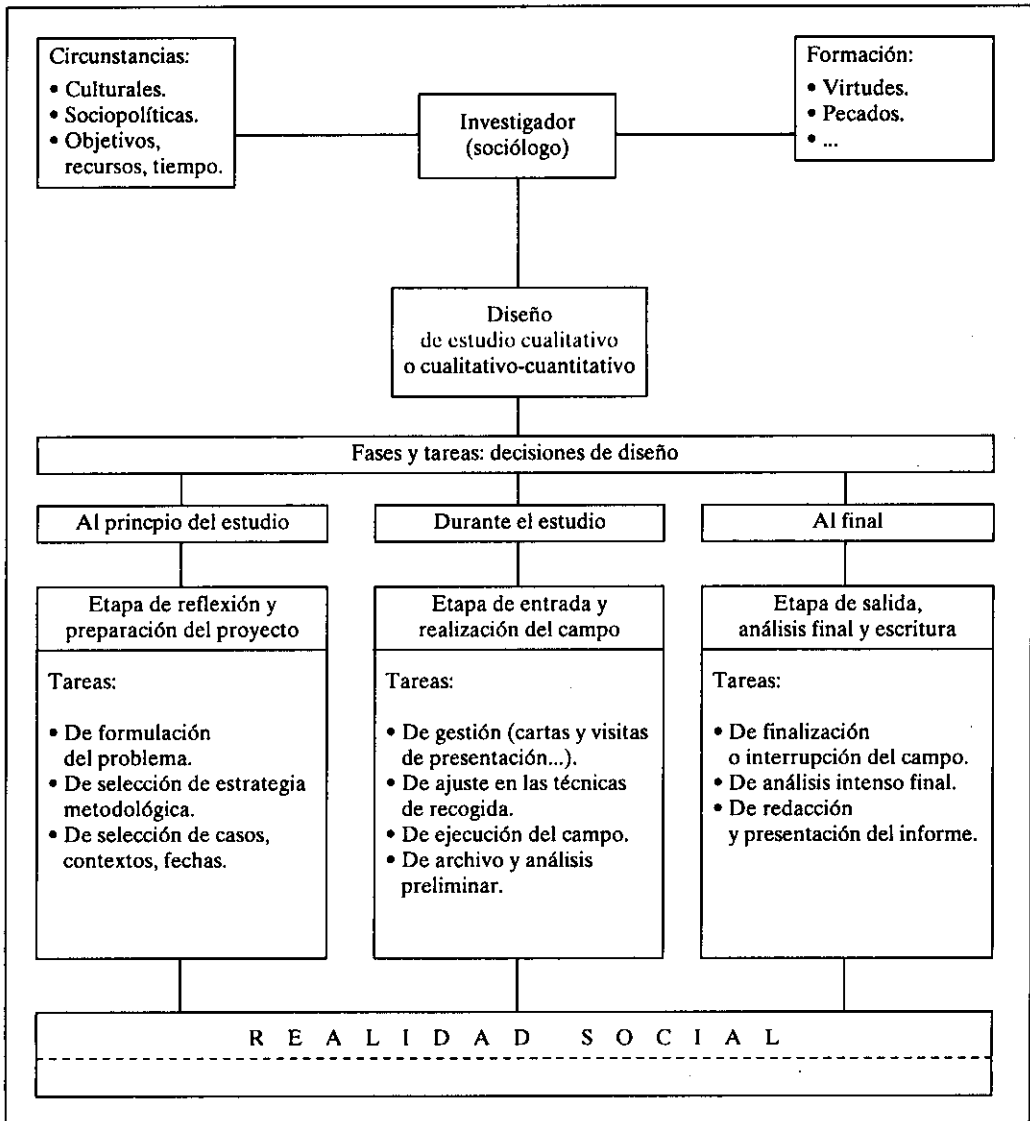 Circunstancias:
• Culturales.
• Sociopolíticas.
• Objetivos,
recursos, tiempo.
Investigador
(sociólogo)
Formación:
• Virtudes.
• Pecados.
• ...
Diseño
de estudio cualitativo
o cualitativo-cuantitativo
Fases y tareas: decisiones de diseño
Al princpio del estudio
Durante el estudio
Al final
Etapa de reflexión y
preparación del proyecto
Etapa de entrada y
realización del campo
Etapa de salida,
análisis final y escritura
Tareas:
• De formulación
del problema.
• De selección de estrategia
metodológica.
• De selección de casos,
contextos, fechas.
Tareas:
• De gestión (cartas y visitas
de presentación...).
• De ajuste en las técnicas
de recogida.
• De ejecución del campo.
• De archivo y análisis
preliminar.
Tareas:
• De finalización
o interrupción del campo.
• De análisis intenso final.
• De redacción
y presentación del informe.
R E A L I D A D S O C I A L